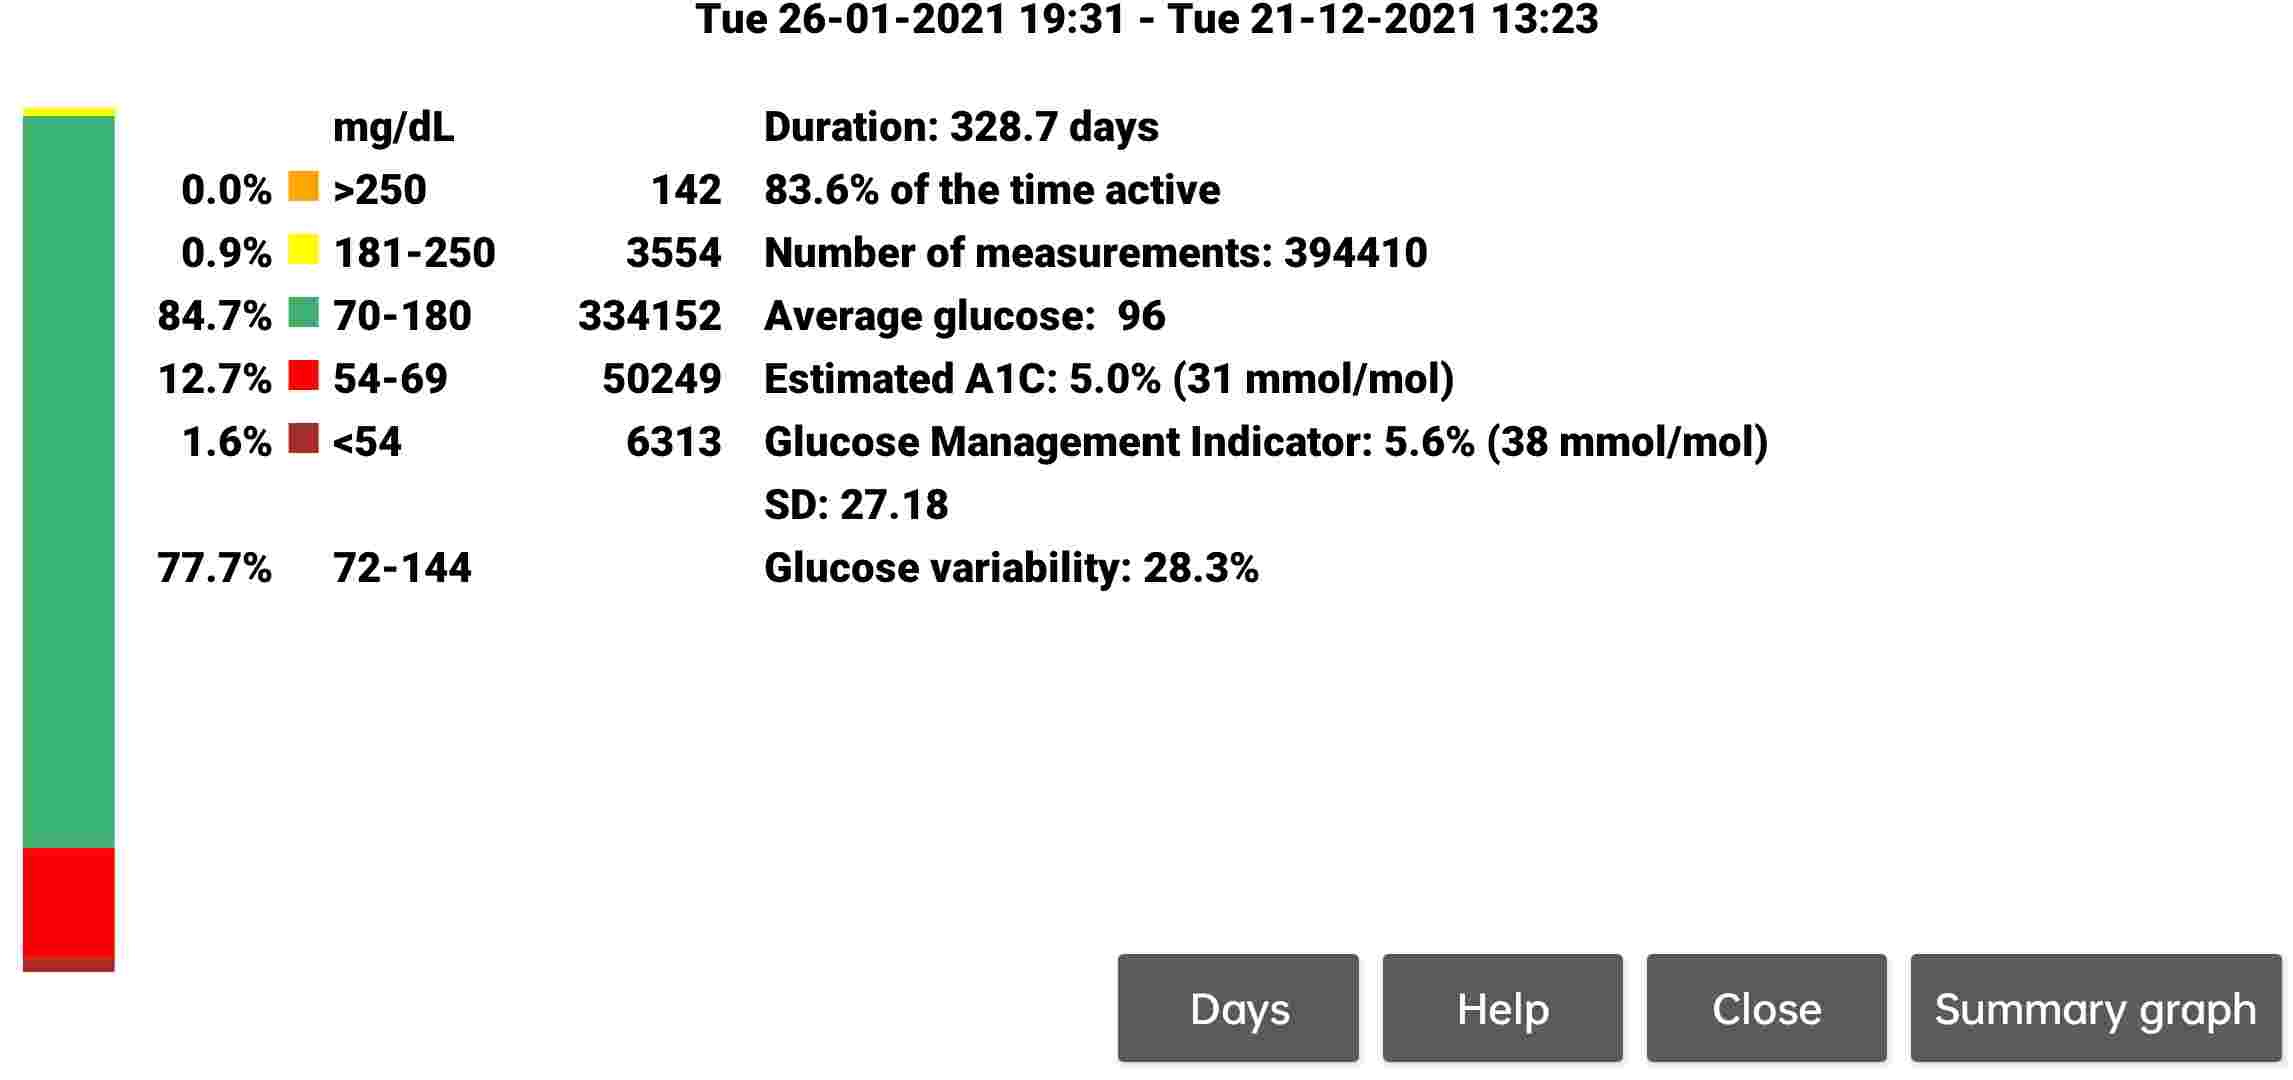 Tue 26-01-2021 19:31 - Tue 21-12-2021 13:23
mg/dL Duration: 328.7 days
0.0% >250 142 83.6% of the time active
0.9% 181-250 3554 Number of measurements: 394410
84.7% 70-180 334152 Average glucose: 96
12.7% 54-69 50249 Estimated A1C: 5.0% (31 mmol/mol)
1.6% <54 6313 Glucose Management Indicator: 5.6% (38 mmol/mol)
SD: 27.18
77.7% 72-144 Glucose variability: 28.3%
Days Help Close Summary graph